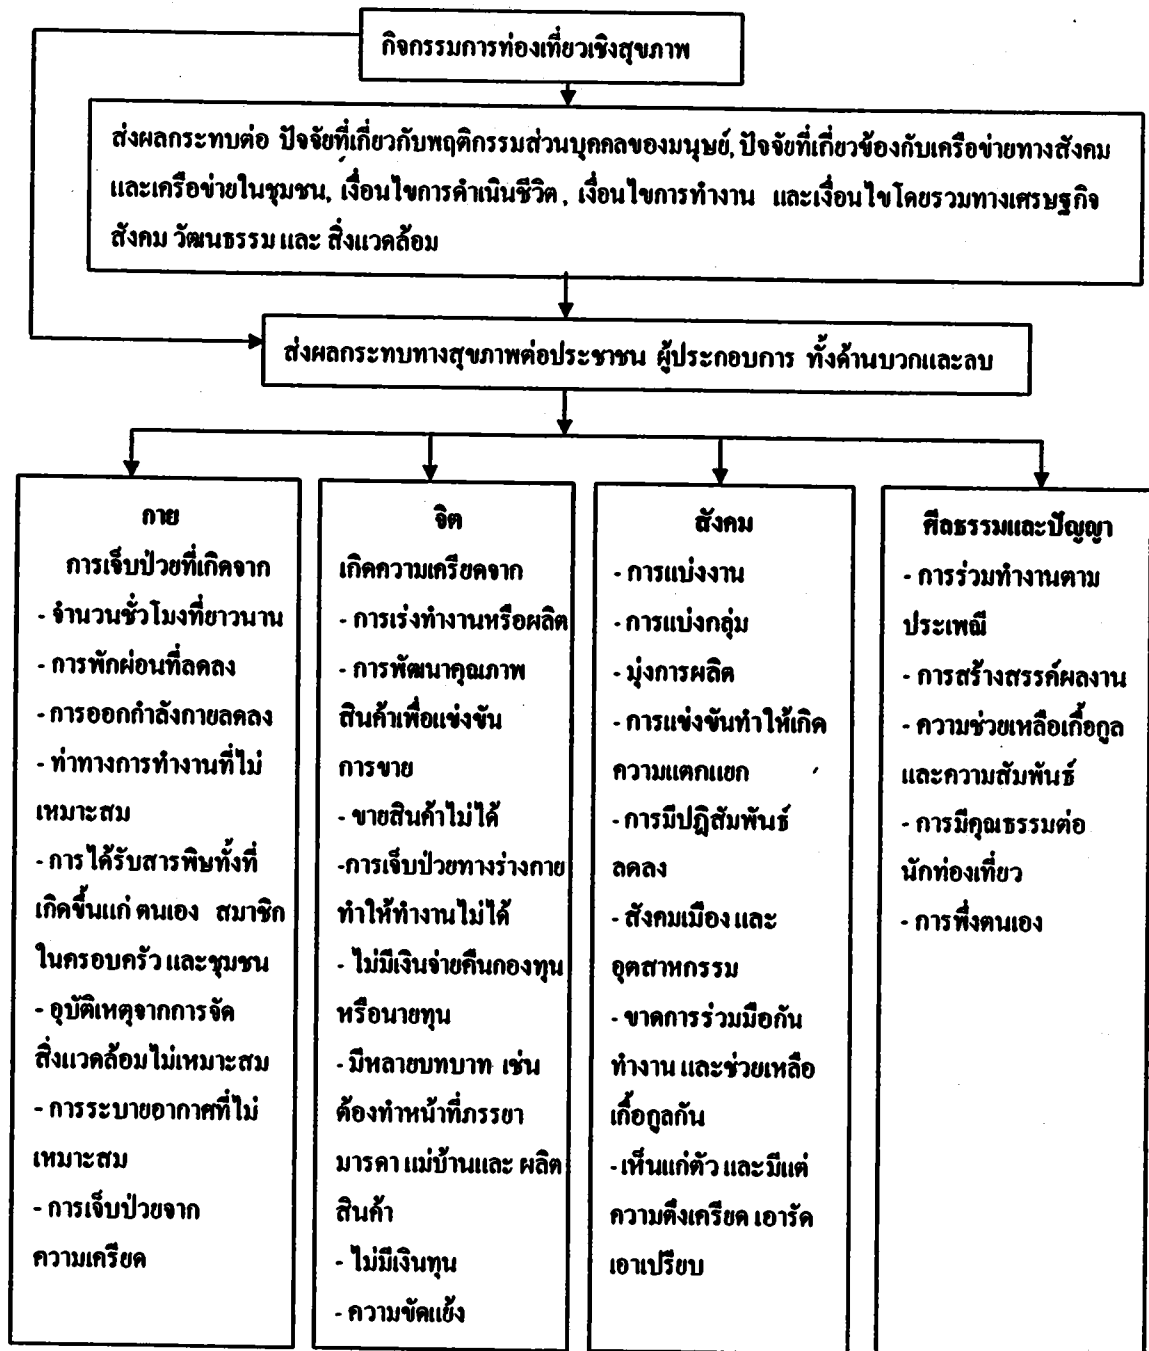 กิจกรรมการท่องเที่ยวเชิงสุขภาพ
ส่งผลกระทบต่อ ปัจจัยที่เกี่ยวกับพฤติกรรมส่วนบุคคลของมนุษย์, ปัจจัยที่เกี่ยวข้องกับเครือข่ายทางสังคม
และเครือข่ายในชุมชน, เงื่อนไขการดำเนินชีวิต, เงื่อนไขการทำงาน และเงื่อนไขโดยรวมทางเศรษฐกิจ
สังคม วัฒนธรรม และ สิ่งแวดล้อม
ส่งผลกระทบทางสุขภาพต่อประชาชน ผู้ประกอบการ ทั้งด้านบวกและลบ
กาย
การเจ็บป่วยที่เกิดจาก
- จำนวนชั่วโมงที่ยาวนาน
- การพักผ่อนที่ลดลง
- การออกกำลังกายลดลง
- ท่าทางการทำงานที่ไม่
เหมาะสม
- การได้รับสารพิษทั้งที่
เกิดขึ้นแก่ ตนเอง สมาชิก
ในครอบครัว และชุมชน
- อุบัติเหตุจากการจัด
สิ่งแวดล้อมไม่เหมาะสม
- การระบายอากาศที่ไม่
เหมาะสม
- การเจ็บป่วยจาก
ความเครียด
จิต
เกิดความเครียดจาก
- การเร่งทำงานหรือผลิต
- การพัฒนาคุณภาพ
สินค้าเพื่อแข่งขัน
การขาย
- ขายสินค้าไม่ได้
-การเจ็บป่วยทางร่างกาย
ทำให้ทำงานไม่ได้
- ไม่มีเงินจ่ายคืนกองทุน
หรือนายทุน
- มีหลายบทบาท เช่น
ต้องทำหน้าที่ภรรยา
มารดา แม่บ้านและ ผลิต
สินค้า
- ไม่มีเงินทุน
- ความขัดแย้ง
สังคม
- การแบ่งงาน
- การแบ่งกลุ่ม
- มุ่งการผลิต
- การแข่งขันทำให้เกิด
ความแตกแยก
- การมีปฏิสัมพันธ์
ลดลง
- สังคมเมือง และ
อุตสาหกรรม
- ขาดการร่วมมือกัน
ทำงาน และช่วยเหลือ
เกื้อกูลกัน
- เห็นแก่ตัว และมีแต่
ความตึงเครียด เอารัด
เอาเปรียบ
ศีลธรรมและปัญญา
- การร่วมทำงานตาม
ประเพณี
- การสร้างสรรค์ผลงาน
- ความช่วยเหลือเกื้อกูล
และความสัมพันธ์
- การมีคุณธรรมต่อ
นักท่องเที่ยว
- การพึ่งตนเอง